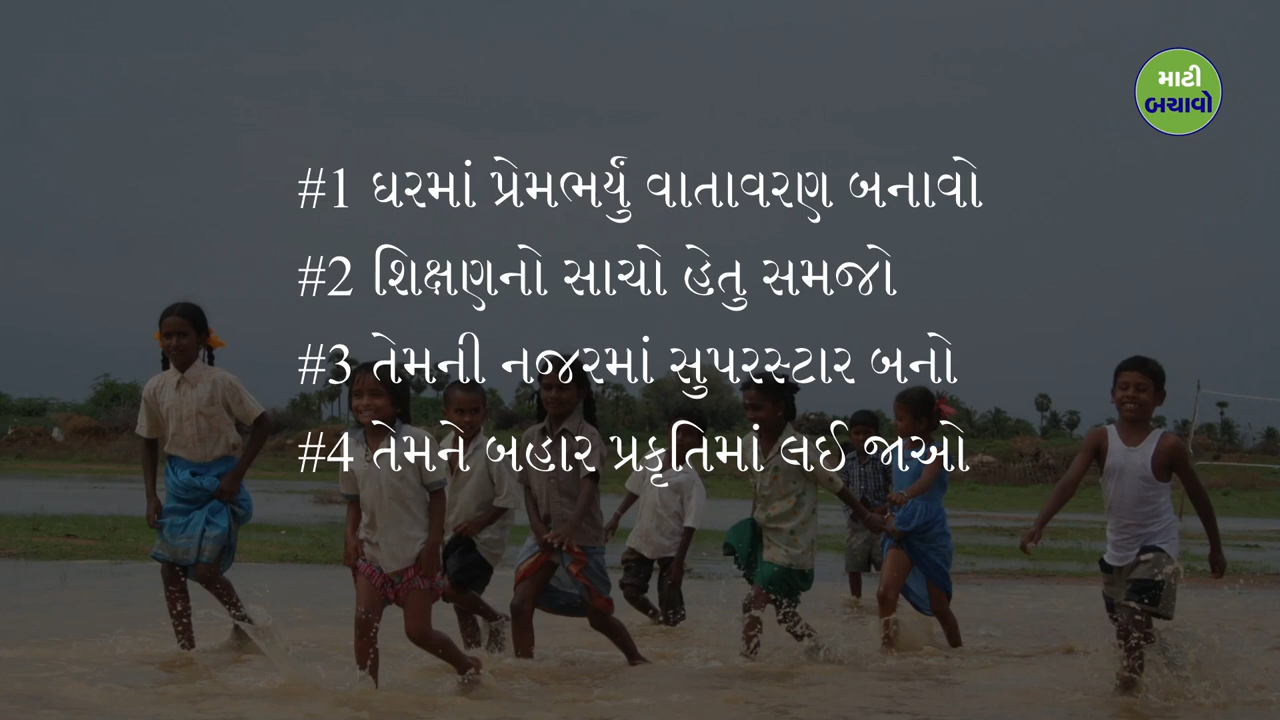 માટી
બચાવો
#1 ઘરમાં પ્રેમભર્યું વાતાવરણ બનાવો
#2 શિક્ષણનો સાચો હેતુ સમજો
#3 તેમની નજરમાં સુપરસ્ટાર બનો
#4 તેમને બહાર પ્રકૃતિમાં લઈ જાઓ